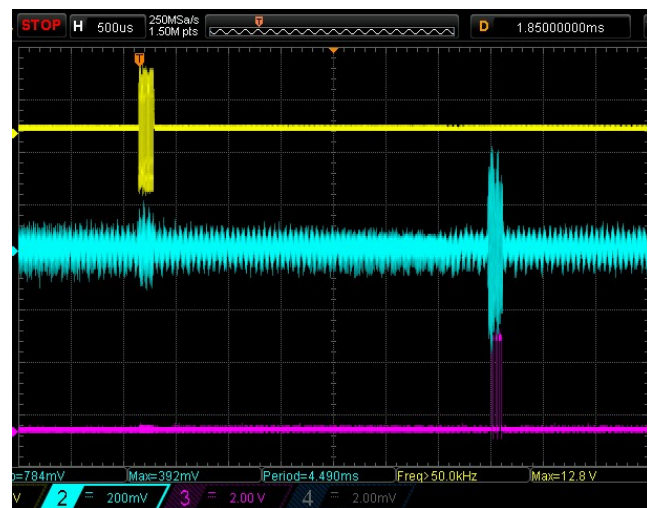 STOP H 500us 250MSa/s 1.50M pts D 1.85000000ms
T
T
=784mV Max=392mV Period=4.490ms Freq>50.0kHz Max=12.8 V
V 2 = 200mV 3 = 2.00 V 4 = 2.00mV